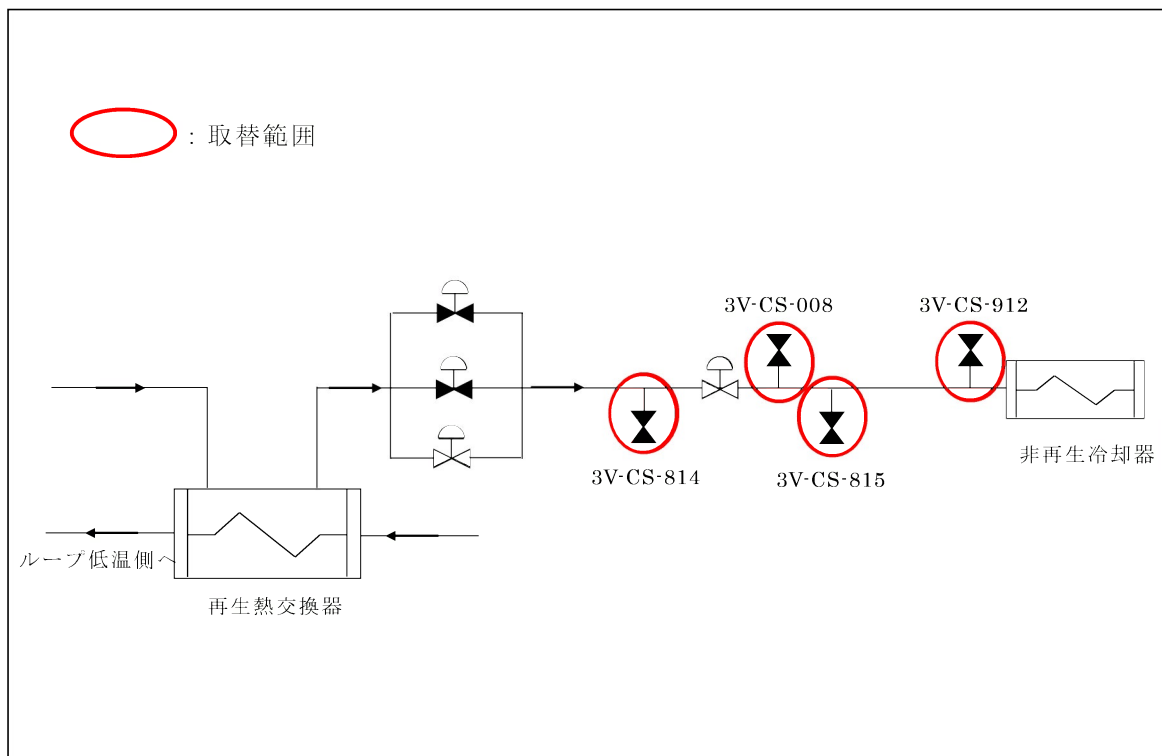 : 取替範囲
3V-CS-008
3V-CS-912
3V-CS-814
3V-CS-815
非再生冷却器
ループ低温側へ
再生熱交換器